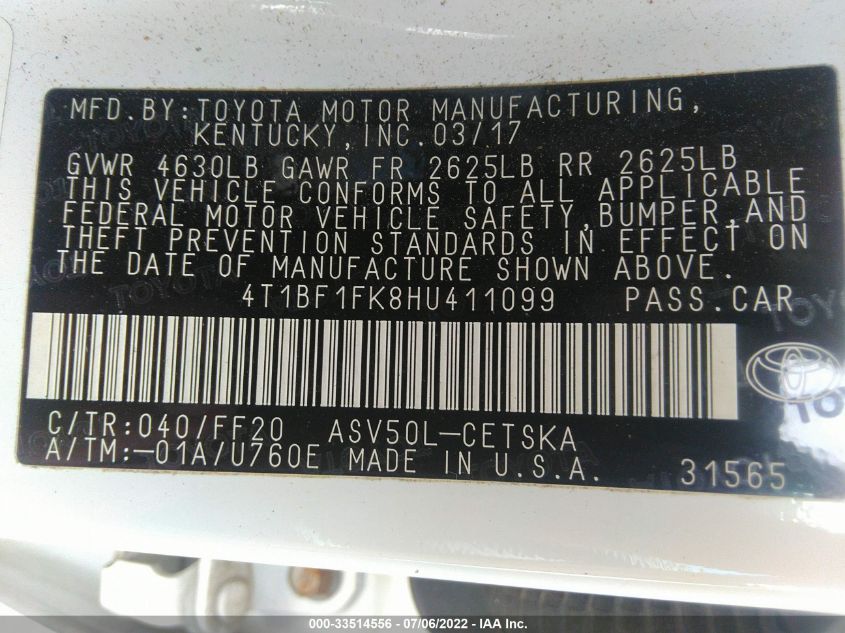 MFD.BY:TOYOTA MOTOR MANUFACTURING,
KENTUCKY,INC.03/17
GVWR 4630LB GAWR FR 2625LB RR 2625LB
THIS VEHICLE CONFORMS TO ALL APPLICABLE
FEDERAL MOTOR VEHICLE SAFETY,BUMPER,AND
THEFT PREVENTION STANDARDS IN EFFECT ON
THE DATE OF MANUFACTURE SHOWN ABOVE.
4T1BF1FK8HU411099 PASS.CAR
C/TR:040/FF20 ASV50L-CETSKA
A/TM:-01A/U760E MADE IN U.S.A. 31565
000-33514556 - 07/06/2022 - IAA Inc.